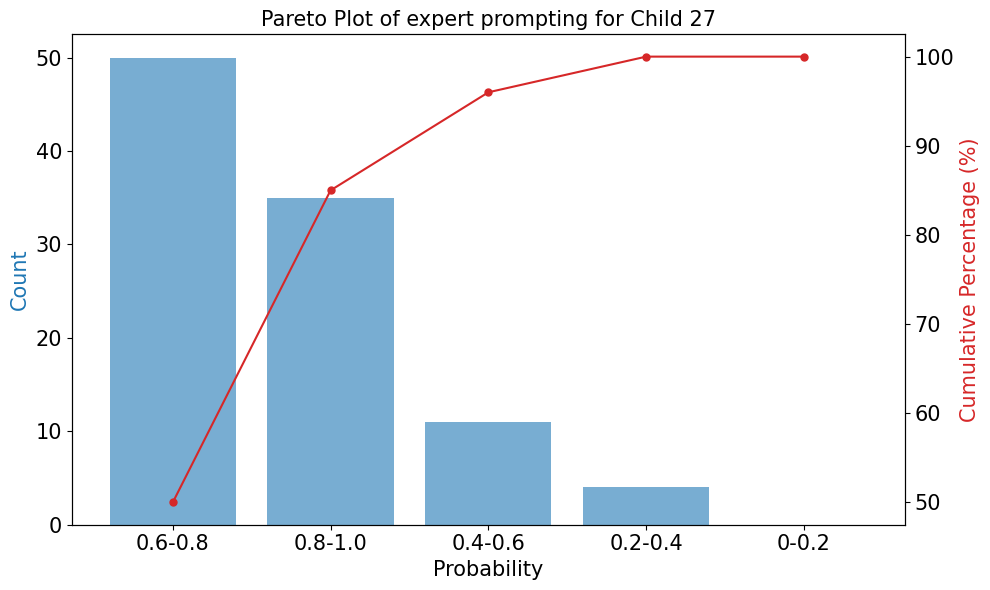 Pareto Plot of expert prompting for Child 27
Count
50
40
30
20
10
0
100
90
80
70
60
50
Cumulative Percentage (%)
0.6-0.8 0.8-1.0 0.4-0.6 0.2-0.4 0-0.2
Probability